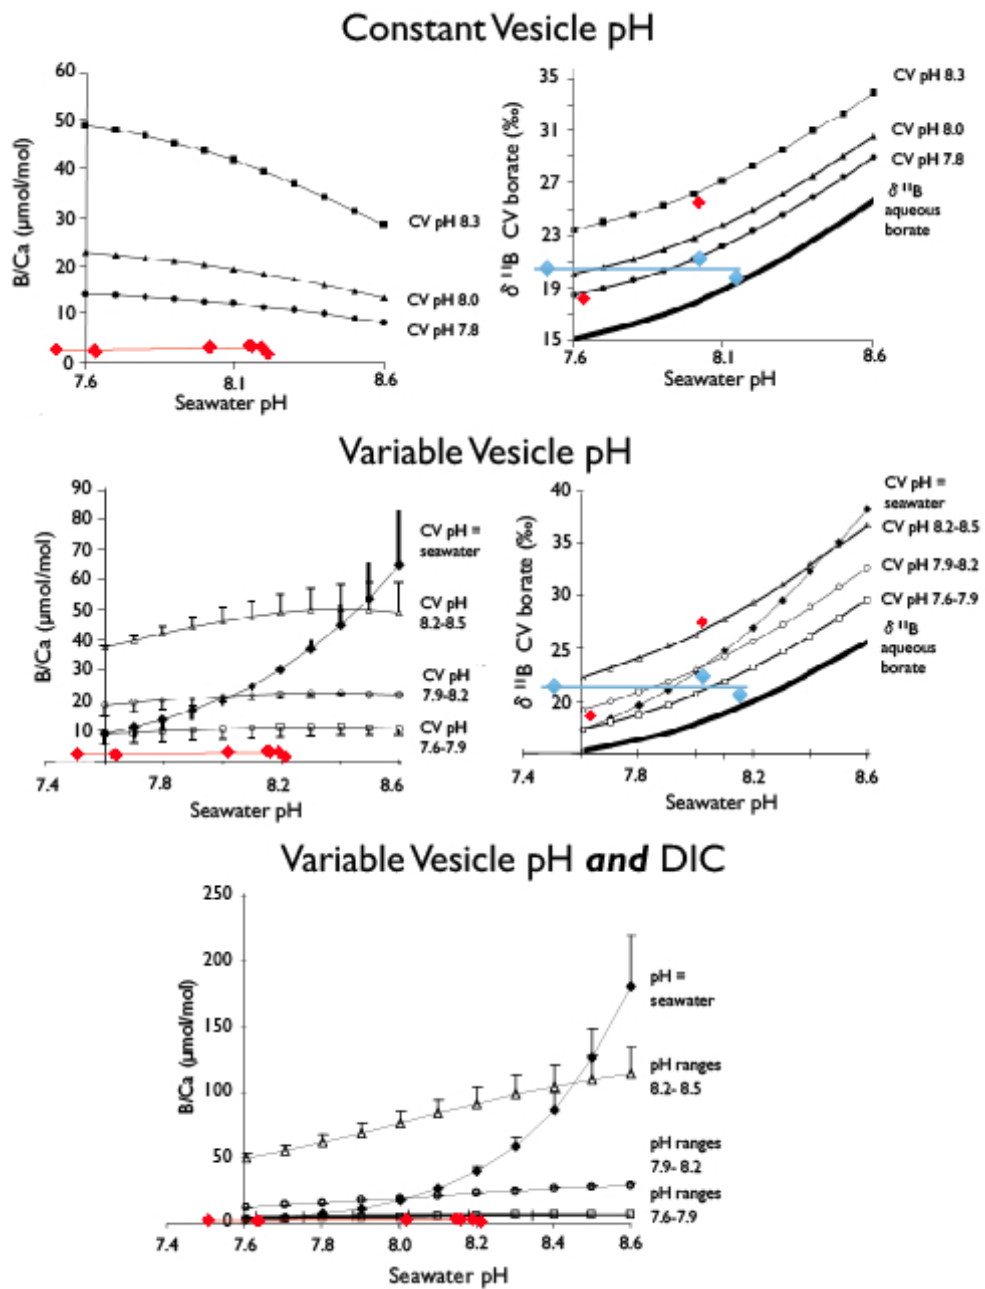 Constant Vesicle pH
60
50
40
30
20
10
0
B/Ca (μmol/mol)
7.6
8.1
8.6
Seawater pH
CV pH 8.3
CV pH 8.0
CV pH 7.8
35
31
27
23
19
15
δ ¹¹B CV borate (‰)
7.6
8.1
8.6
Seawater pH
CV pH 8.3
CV pH 8.0
CV pH 7.8
δ ¹¹B
aqueous
borate
Variable Vesicle pH
90
80
70
60
50
40
30
20
10
B/Ca (μmol/mol)
7.4
7.8
8.2
8.6
Seawater pH
CV pH =
seawater
CV pH
8.2-8.5
CV pH
7.9-8.2
CV pH
7.6-7.9
40
35
30
25
20
15
δ ¹¹B CV borate (‰)
7.4
7.8
8.2
8.6
Seawater pH
CV pH =
seawater
CV pH 8.2-8.5
CV pH 7.9-8.2
CV pH 7.6-7.9
δ ¹¹B
aqueous
borate
Variable Vesicle pH and DIC
250
200
150
100
50
0
B/Ca (μmol/mol)
7.4
7.6
7.8
8.0
8.2
8.4
8.6
Seawater pH
pH =
seawater
pH ranges
8.2- 8.5
pH ranges
7.9- 8.2
pH ranges
7.6-7.9